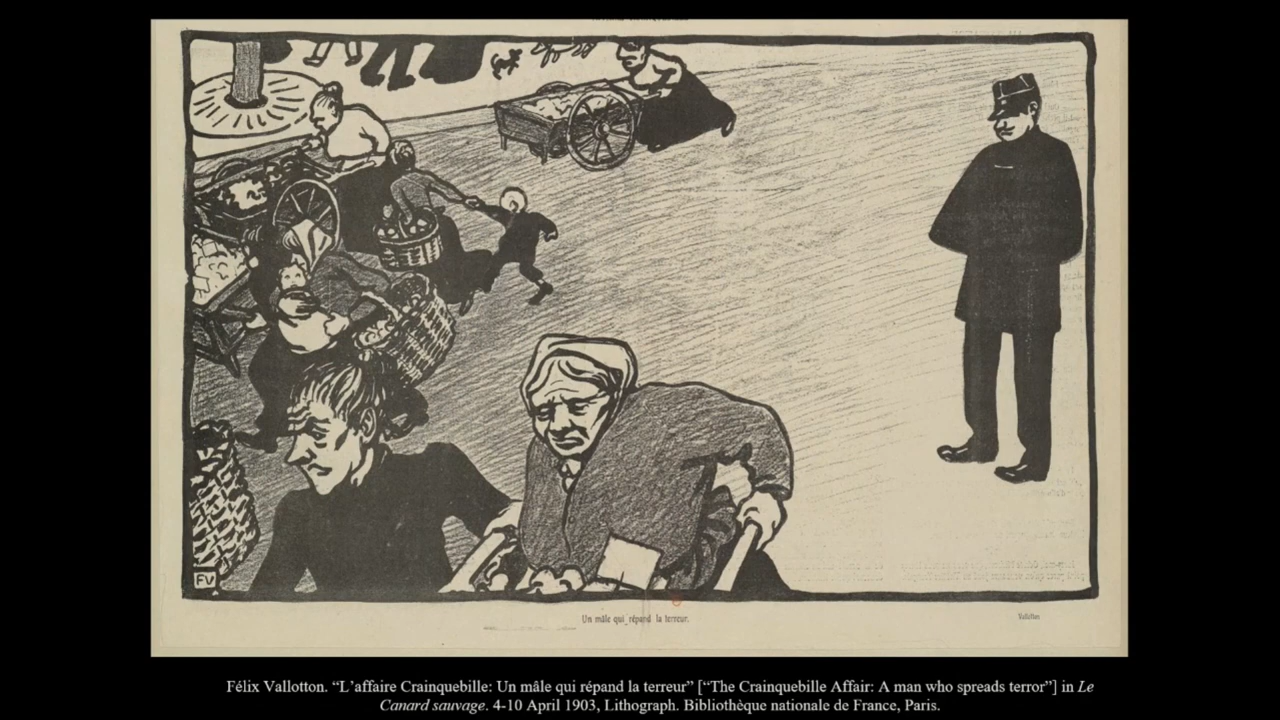 FV
Un mâle qui répand la terreur.
Vallotton
Félix Vallotton. “L’affaire Crainquebille: Un mâle qui répand la terreur” [“The Crainquebille Affair: A man who spreads terror”] in Le
Canard sauvage. 4-10 April 1903, Lithograph. Bibliothèque nationale de France, Paris.